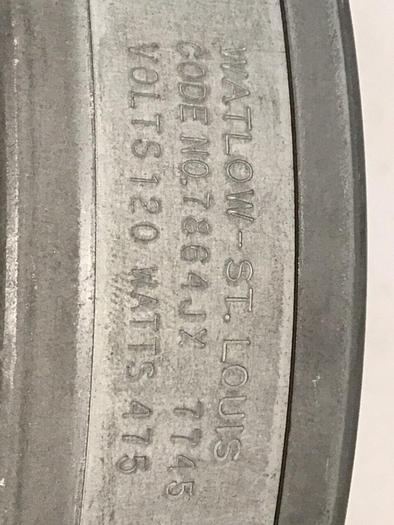 WATLOW-ST. LOUIS
CODE NO.7864JX 7745
VOLTS 120 WATTS 475